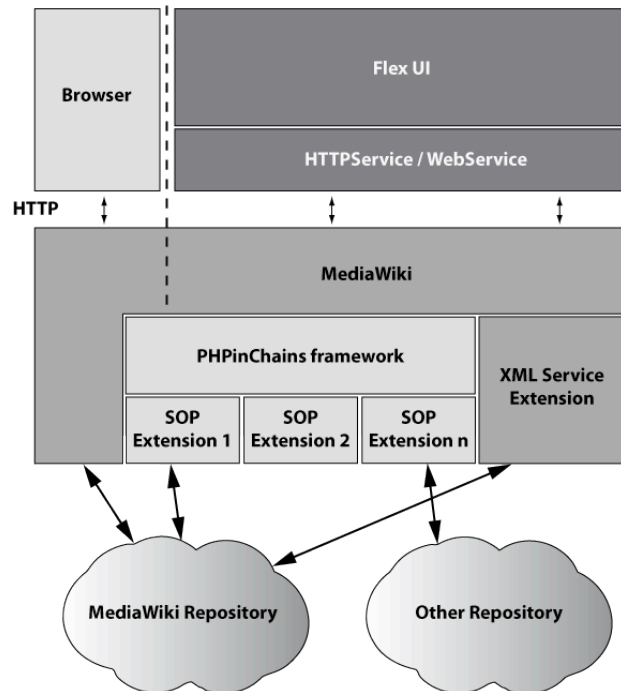 Flex UI
Browser
HTTPService / WebService
HTTP
MediaWiki
PHPinChains framework
XML Service
Extension
SOP
Extension 1
SOP
Extension 2
SOP
Extension n
MediaWiki Repository
Other Repository